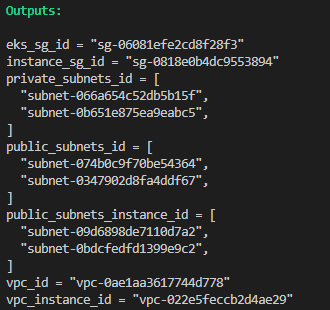 Outputs:
eks_sg_id = "sg-06081efe2cd8f28f3"
instance_sg_id = "sg-0818e0b4dc9553894"
private_subnets_id = [
"subnet-066a654c52db5b15f",
"subnet-0b651e875ea9eabc5",
]
public_subnets_id = [
"subnet-074b0c9f70be54364",
"subnet-0347902d8fa4ddf67",
]
public_subnets_instance_id = [
"subnet-09d6898de7110d7a2",
"subnet-0bdcfedfd1399e9c2",
]
vpc_id = "vpc-0ae1aa3617744d778"
vpc_instance_id = "vpc-022e5feccb2d4ae29"